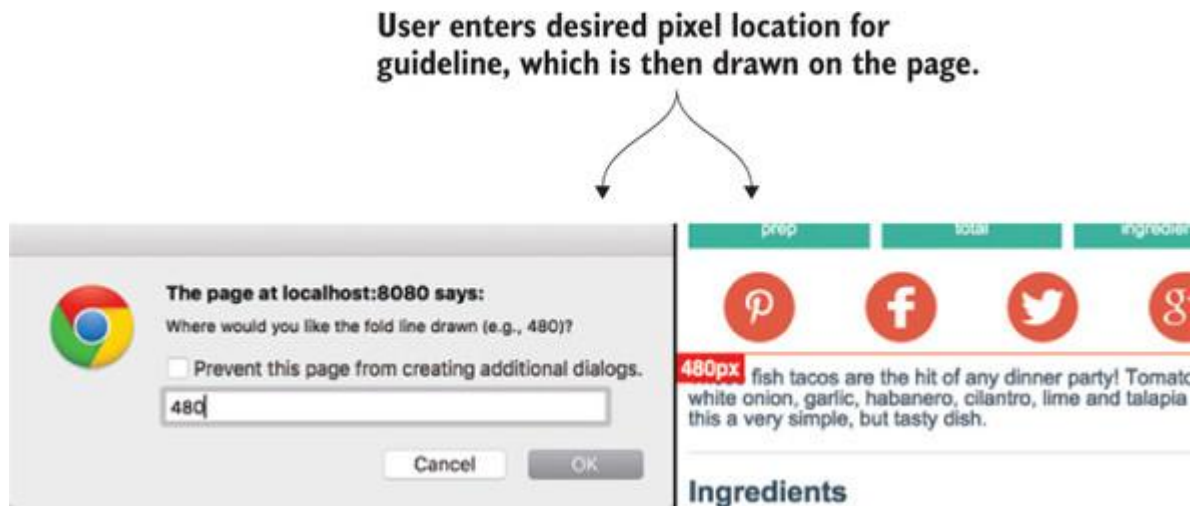 User enters desired pixel location for
guideline, which is then drawn on the page.
The page at localhost:8080 says:
Where would you like the fold line drawn (e.g., 480)?
Prevent this page from creating additional dialogs.
480
Cancel
OK
prep
total
ingredien
g+
480px
fish tacos are the hit of any dinner party! Tomato
white onion, garlic, habanero, cilantro, lime and talapia
this a very simple, but tasty dish.
Ingredients